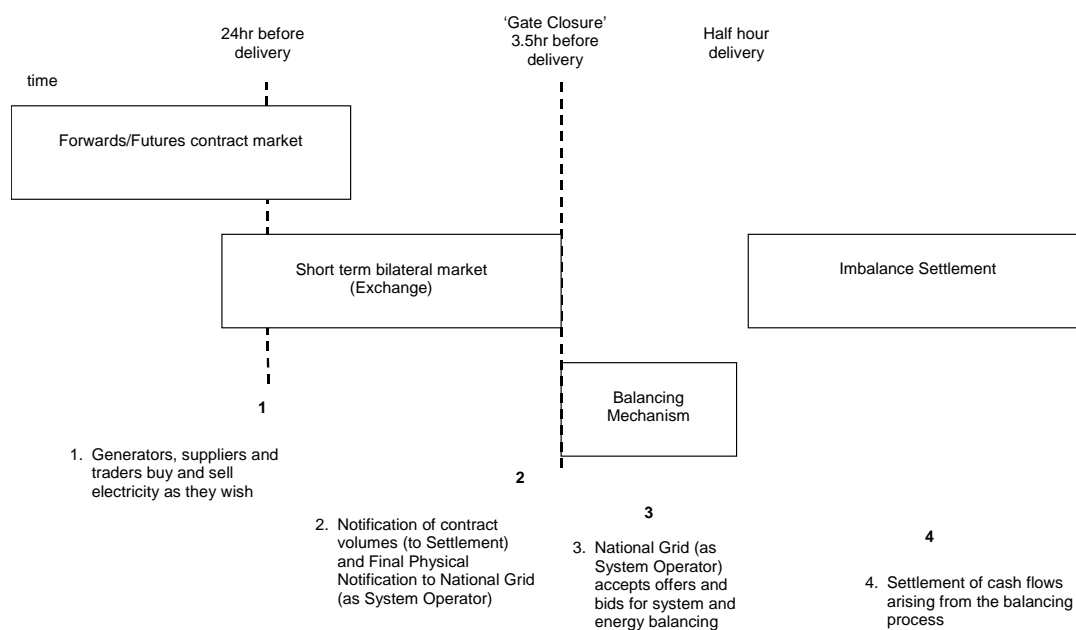 24hr before
delivery
‘Gate Closure’
3.5hr before
delivery
Half hour
delivery
time
Forwards/Futures contract market
Short term bilateral market
(Exchange)
Imbalance Settlement
Balancing
Mechanism
1
1. Generators, suppliers and
traders buy and sell
electricity as they wish
2
2. Notification of contract
volumes (to Settlement)
and Final Physical
Notification to National Grid
(as System Operator)
3
3. National Grid (as
System Operator)
accepts offers and
bids for system and
energy balancing
4
4. Settlement of cash flows
arising from the balancing
process